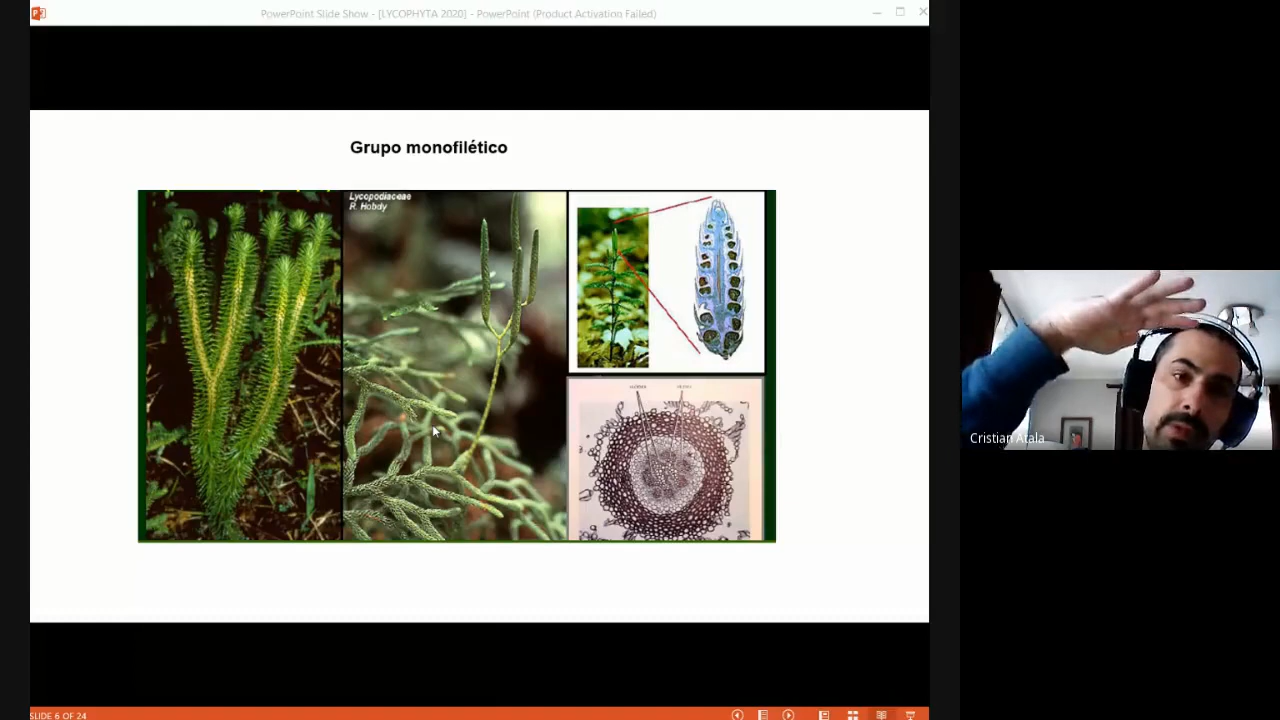 PowerPoint Slide Show - [LYCOPHYTA 2020] - PowerPoint (Product Activation Failed)
Grupo monofilético
Lycopodiaceae
R. Hobdy
Cristian Atala
SLIDE 6 OF 24